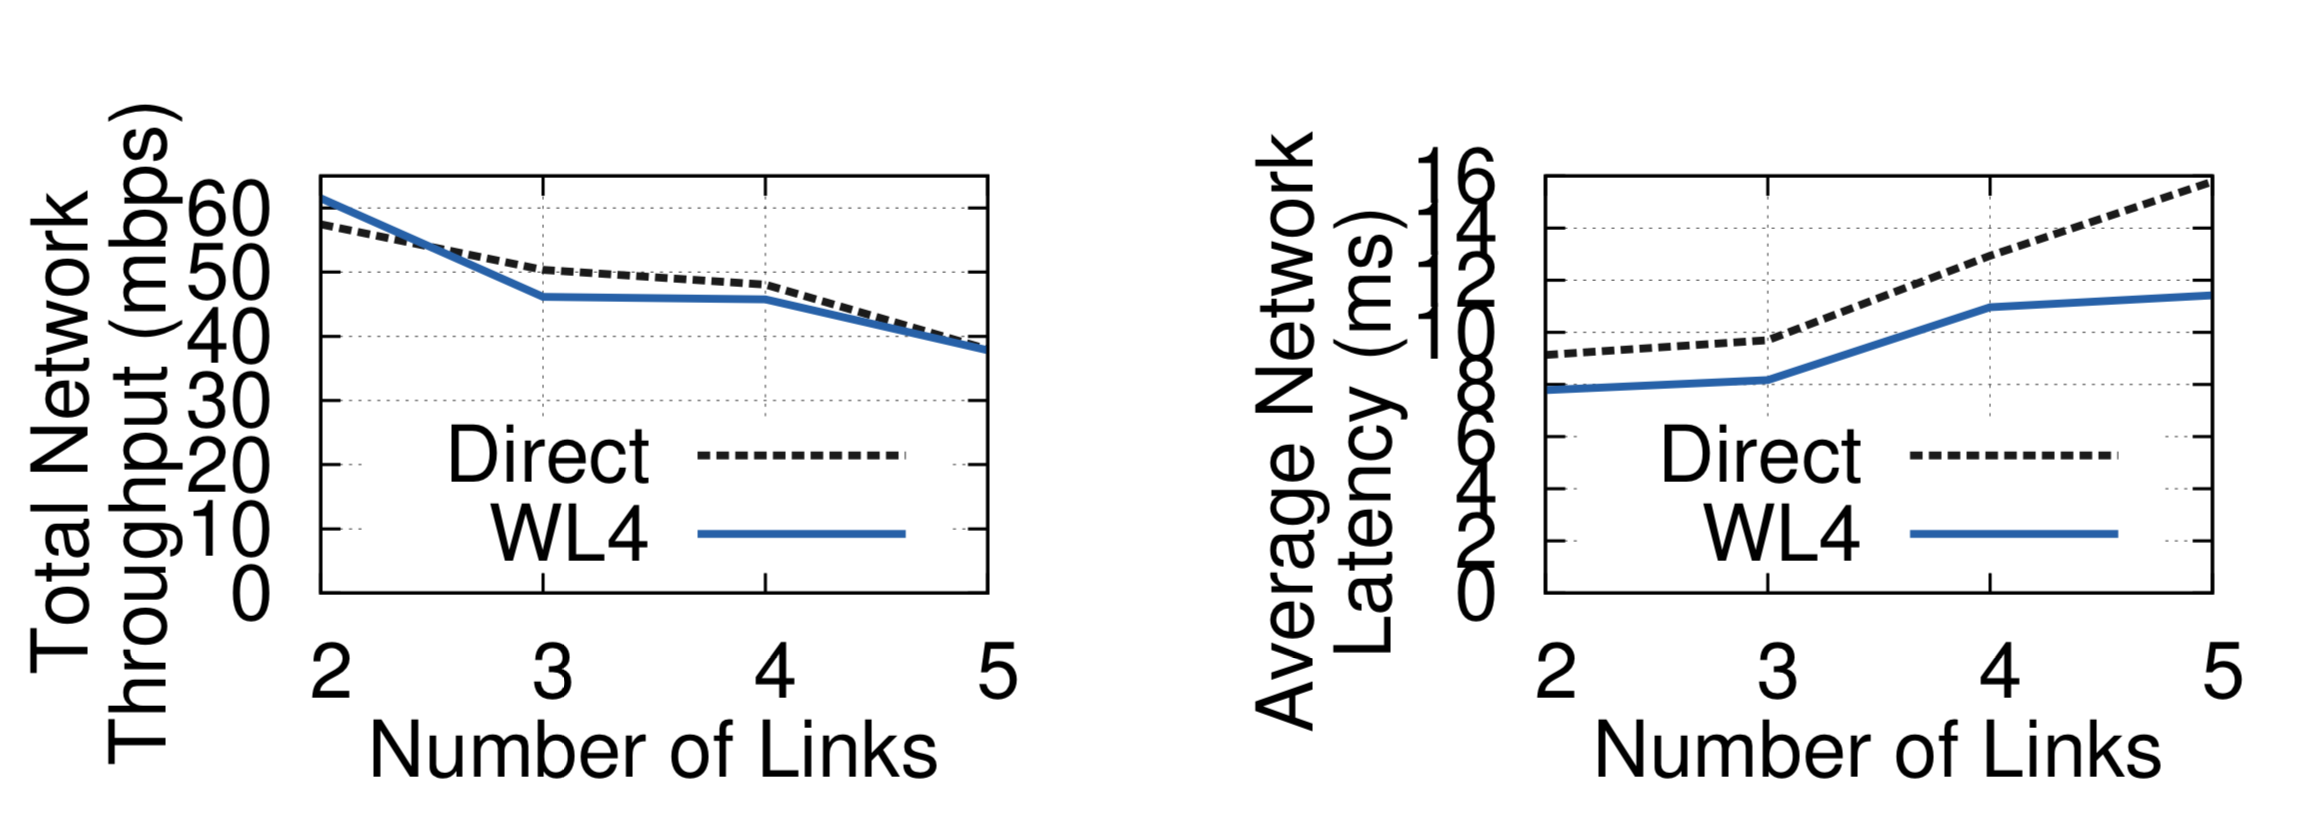 Total Network
Throughput (mbps)
60
50
40
30
20
10
0
Direct
WL4
2 3 4 5
Number of Links
Average Network
Latency (ms)
16
14
12
10
8
6
4
2
0
Direct
WL4
2 3 4 5
Number of Links